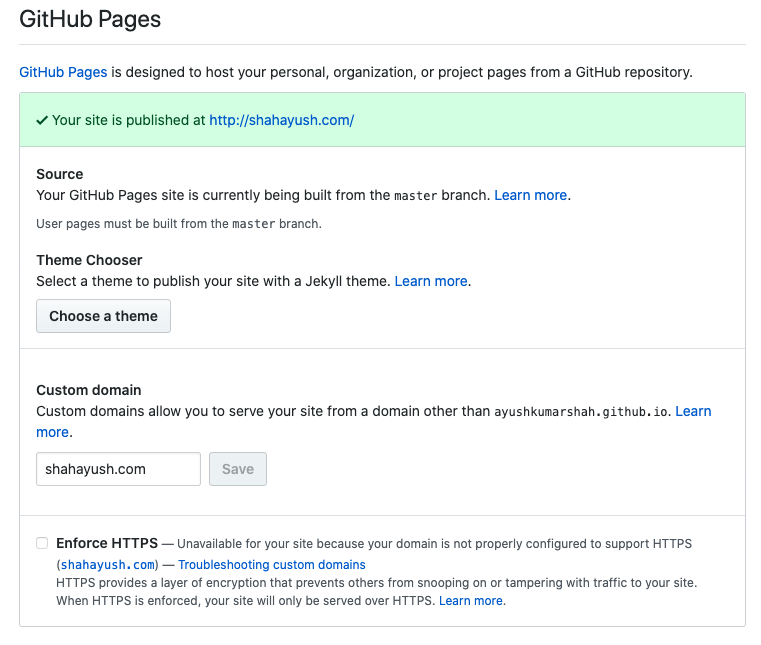 GitHub Pages
GitHub Pages is designed to host your personal, organization, or project pages from a GitHub repository.
✔ Your site is published at http://shahayush.com/
Source
Your GitHub Pages site is currently being built from the master branch. Learn more.
User pages must be built from the master branch.
Theme Chooser
Select a theme to publish your site with a Jekyll theme. Learn more.
Choose a theme
Custom domain
Custom domains allow you to serve your site from a domain other than ayushkumarshah.github.io. Learn
more.
shahayush.com Save
Enforce HTTPS — Unavailable for your site because your domain is not properly configured to support HTTPS
(shahayush.com) — Troubleshooting custom domains
HTTPS provides a layer of encryption that prevents others from snooping on or tampering with traffic to your site.
When HTTPS is enforced, your site will only be served over HTTPS. Learn more.